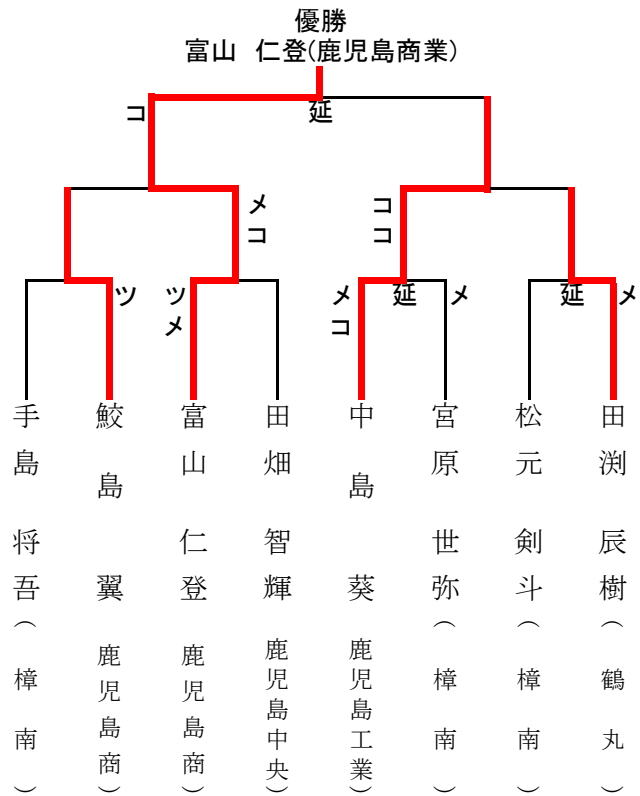 優勝
富山 仁登(鹿児島商業)
コ
延
メ
コ
コ
コ
ツ
ツ
メ
メ
コ
延
メ
延
メ
手島将吾(樟南)
鮫島 翼 鹿児島商)
富山仁登 鹿児島商)
田畑智輝 鹿児島中央)
中島 葵 鹿児島工業)
宮原世弥(樟南)
松元剣斗(樟南)
田渕辰樹(鶴丸)